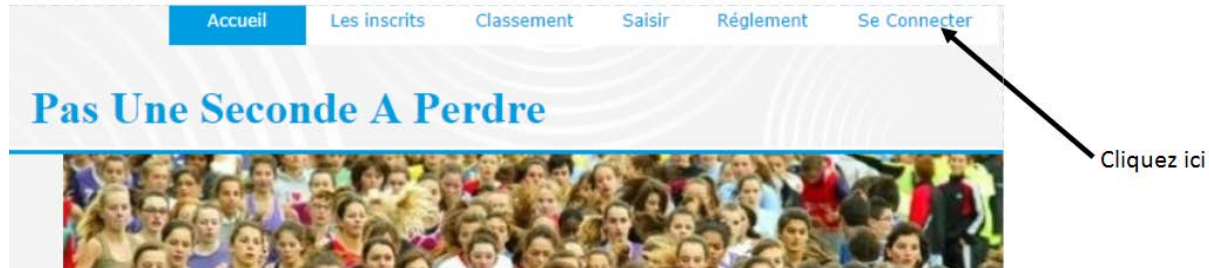 Accueil Les inscrits Classement Saisir Réglement Se Connecter
Pas Une Seconde A Perdre
Cliquez ici